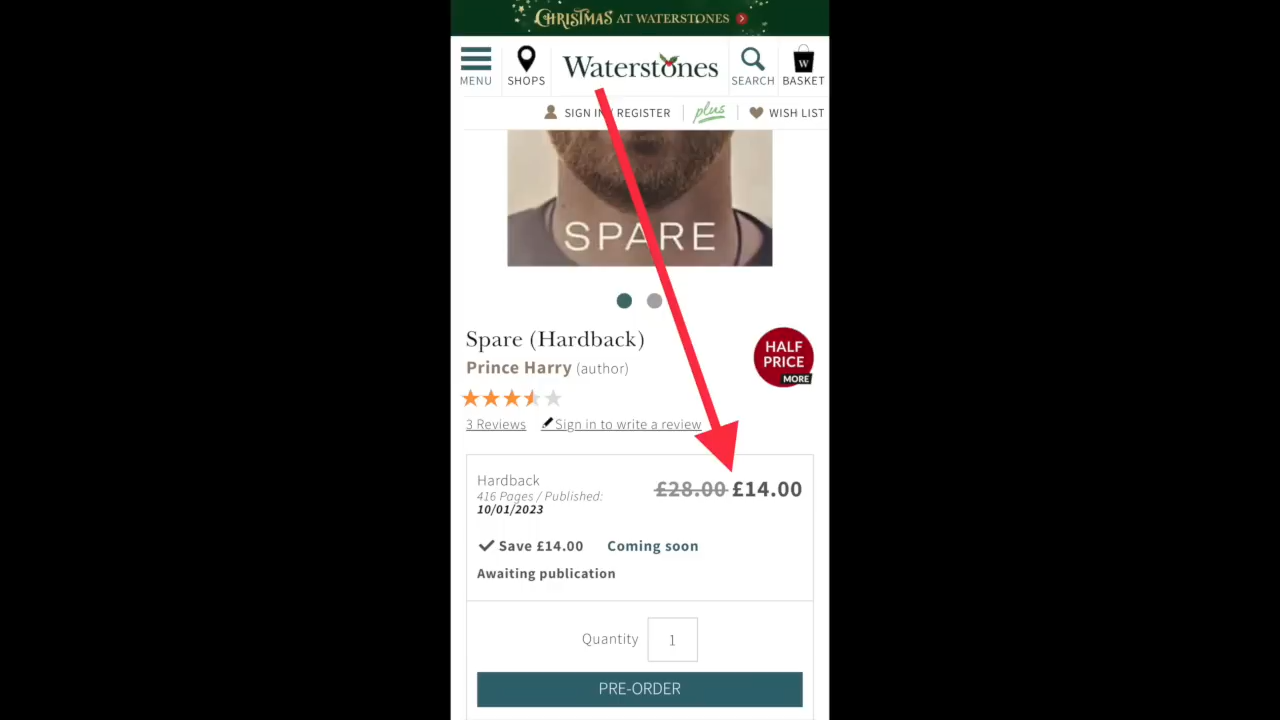 CHRISTMAS AT WATERSTONES
MENU
SHOPS
Waterstones
SEARCH
W
BASKET
SIGN IN / REGISTER
plus
WISH LIST
SPARE
Spare (Hardback)
Prince Harry (author)
HALF
PRICE
MORE
3 Reviews
Sign in to write a review
Hardback
416 Pages / Published:
10/01/2023
£28.00 £14.00
Save £14.00
Coming soon
Awaiting publication
Quantity
1
PRE-ORDER